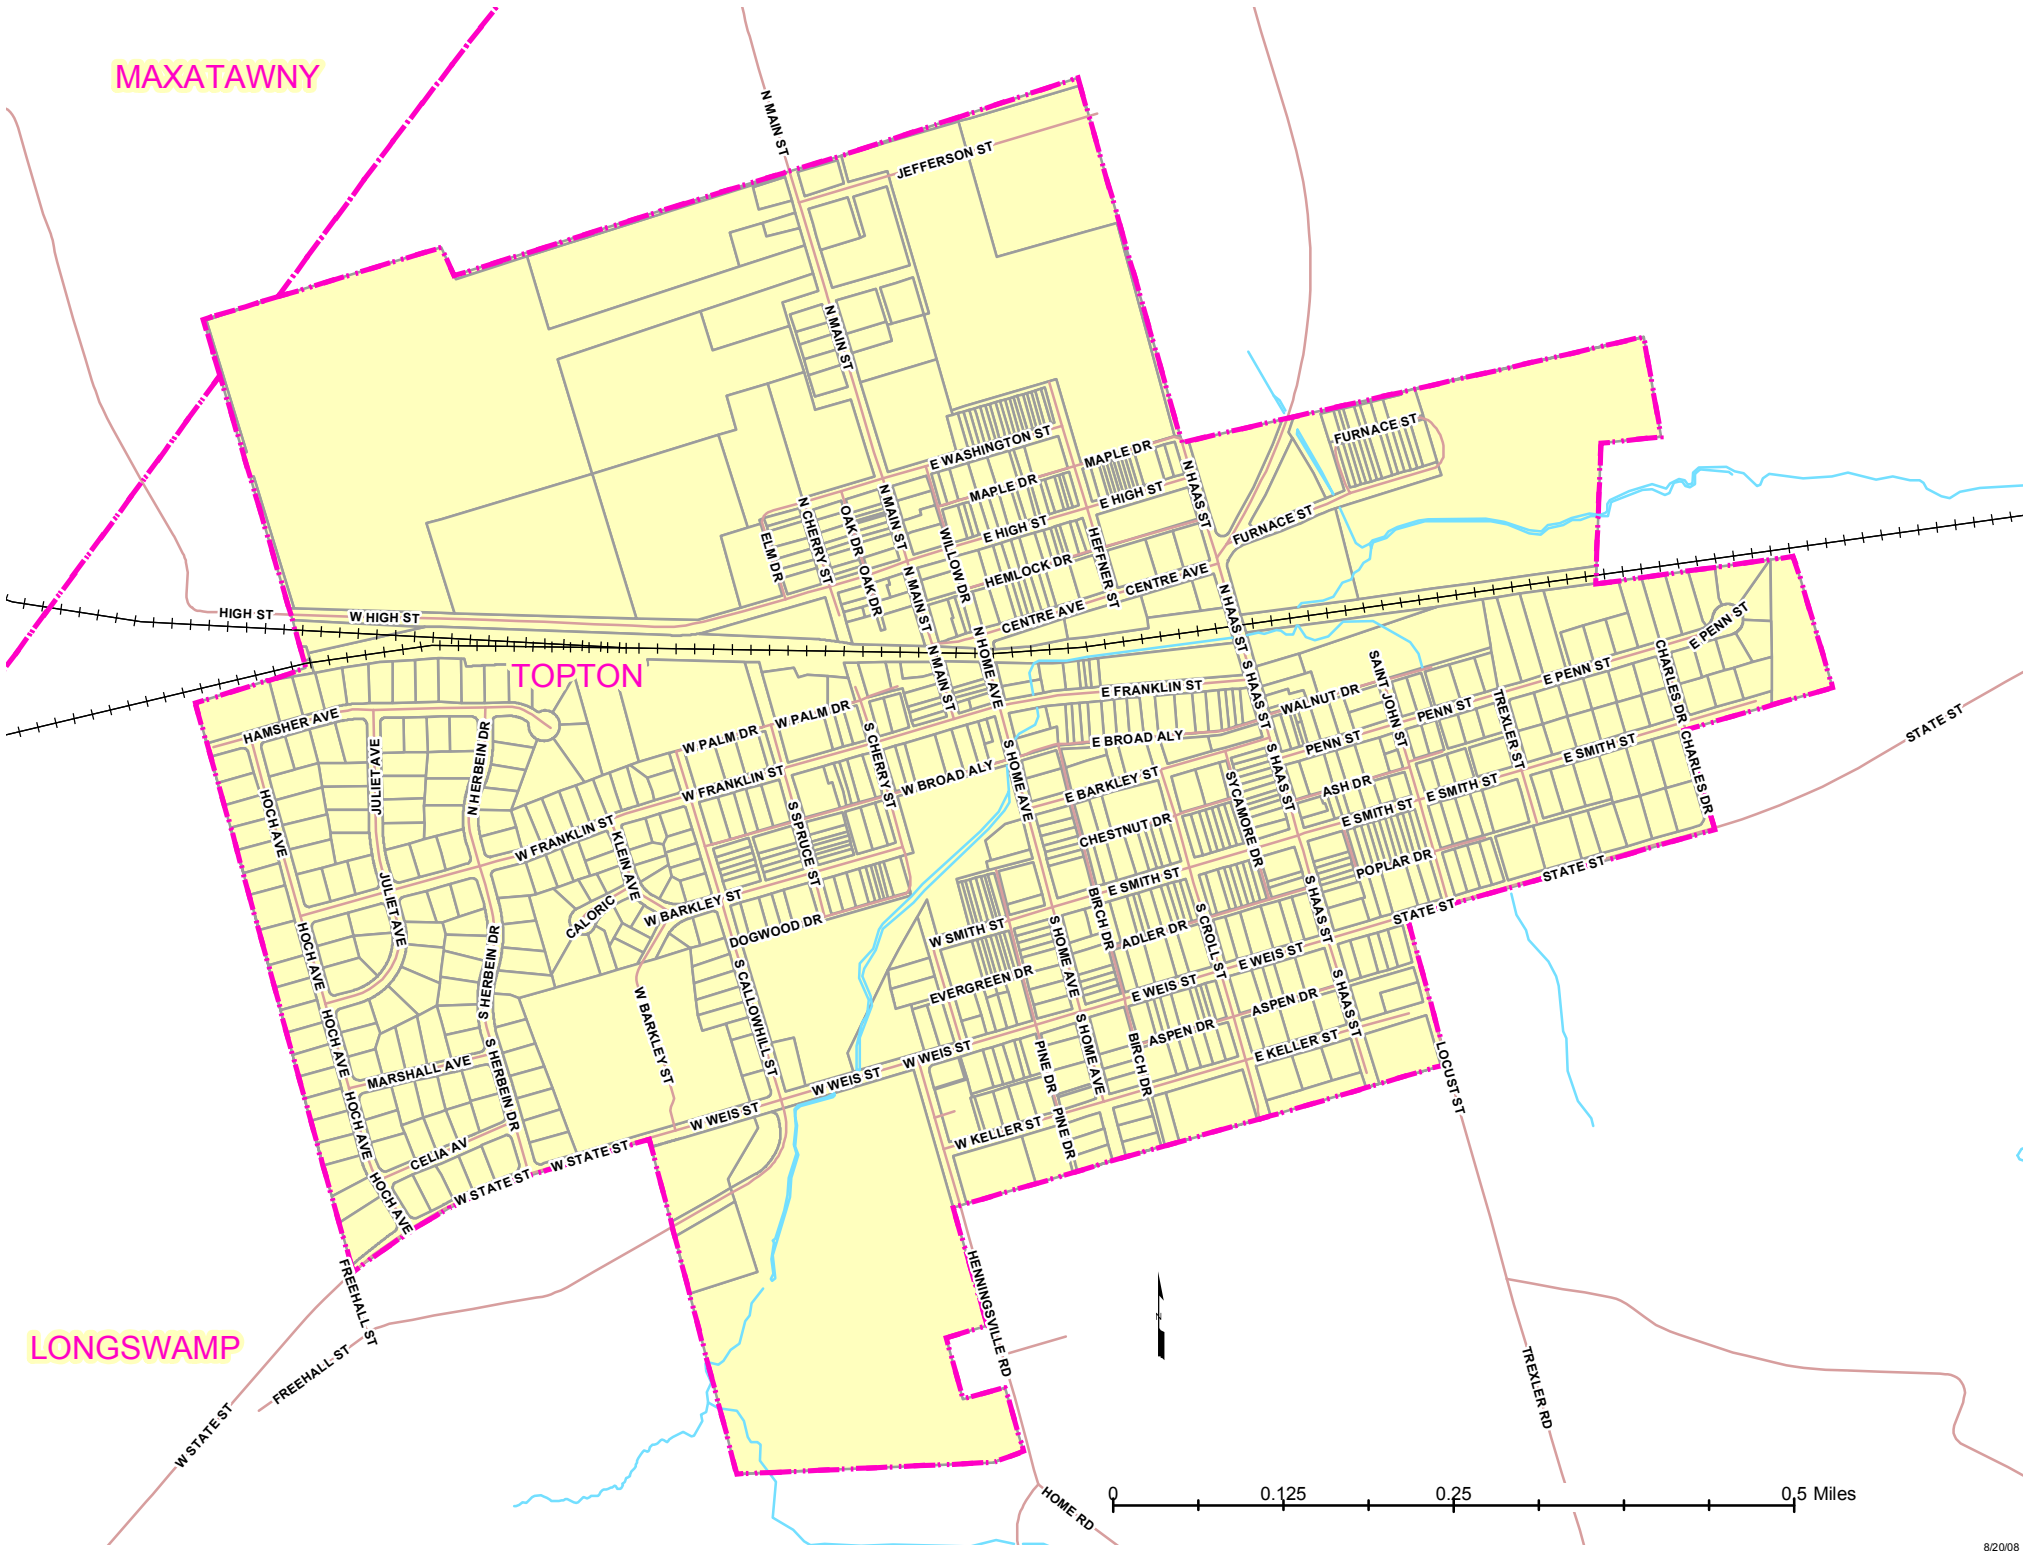 MAXATAWNY
N MAIN ST
JEFFERSON ST
N MAIN ST
FURNACE ST
E WASHINGTON ST
MAPLE DR
MAPLE DR
N HAAS ST
E HIGH ST
N CHERRY ST
OAK DR
N MAIN ST
E HIGH ST
FURNACE ST
ELM DR
WILLOW DR
HEFFNER ST
HEMLOCK DR
CENTRE AVE
OAK DR
N MAIN ST
CENTRE AVE
N HAAS ST
HIGH ST
W HIGH ST
N HOME AVE
N MAIN ST
TOPTON
E PENN ST
CHARLES DR
E PENN ST
SAINT JOHN ST
S HAAS ST
E FRANKLIN ST
WALNUT DR
PENN ST
TREXLER ST
STATE ST
HAMSHER AVE
W PALM DR
W PALM DR
S CHERRY ST
E BROAD ALY
PENN ST
E SMITH ST
CHARLES DR
JULIET AVE
N HERBEIN DR
W FRANKLIN ST
W BROAD ALY
S HOME AVE
E BARKLEY ST
SYCAMORE DR
S HAAS ST
ASH DR
E SMITH ST
E SMITH ST
HOCH AVE
W FRANKLIN ST
KLEIN AVE
S SPRUCE ST
CHESTNUT DR
POPLAR DR
STATE ST
JULIET AVE
CALORIC
W BARKLEY ST
DOGWOOD DR
E SMITH ST
BIRCH DR
S CROLL ST
S HAAS ST
STATE ST
HOCH AVE
S HERBEIN DR
W SMITH ST
S HOME AVE
ADLER DR
E WEIS ST
W BARKLEY ST
S CALLOWHILL ST
EVERGREEN DR
E WEIS ST
ASPEN DR
S HAAS ST
HOCH AVE
MARSHALL AVE
S HERBEIN DR
W WEIS ST
W WEIS ST
PINE DR
S HOME AVE
BIRCH DR
ASPEN DR
E KELLER ST
LOCUST ST
HOCH AVE
CELIA AV
W WEIS ST
W KELLER ST
PINE DR
HOCH AVE
W STATE ST
W STATE ST
FREEHALL ST
HENNINGSVILLE RD
N
LONGSWAMP
FREEHALL ST
W STATE ST
TREXLER RD
HOME RD
0 0.125 0.25 0.5 Miles
8/20/08